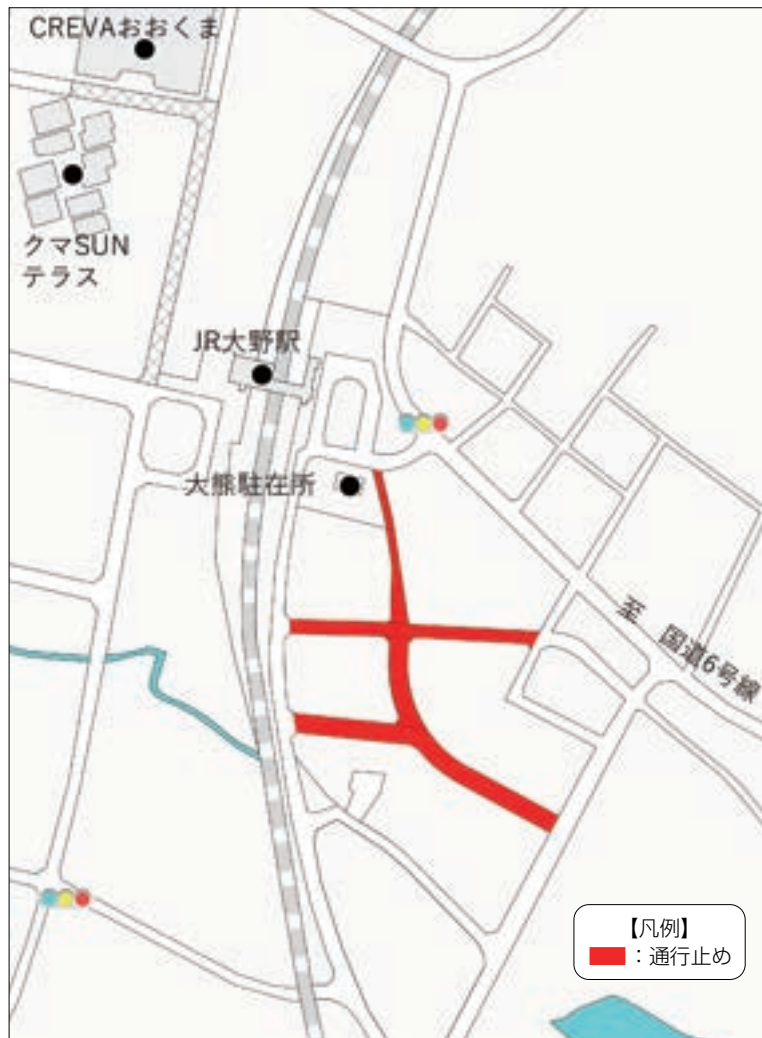 CREVAおおくま
クマSUN
テラス
JR大野駅
大熊駐在所
至 国道6号線
【凡例】
：通行止め